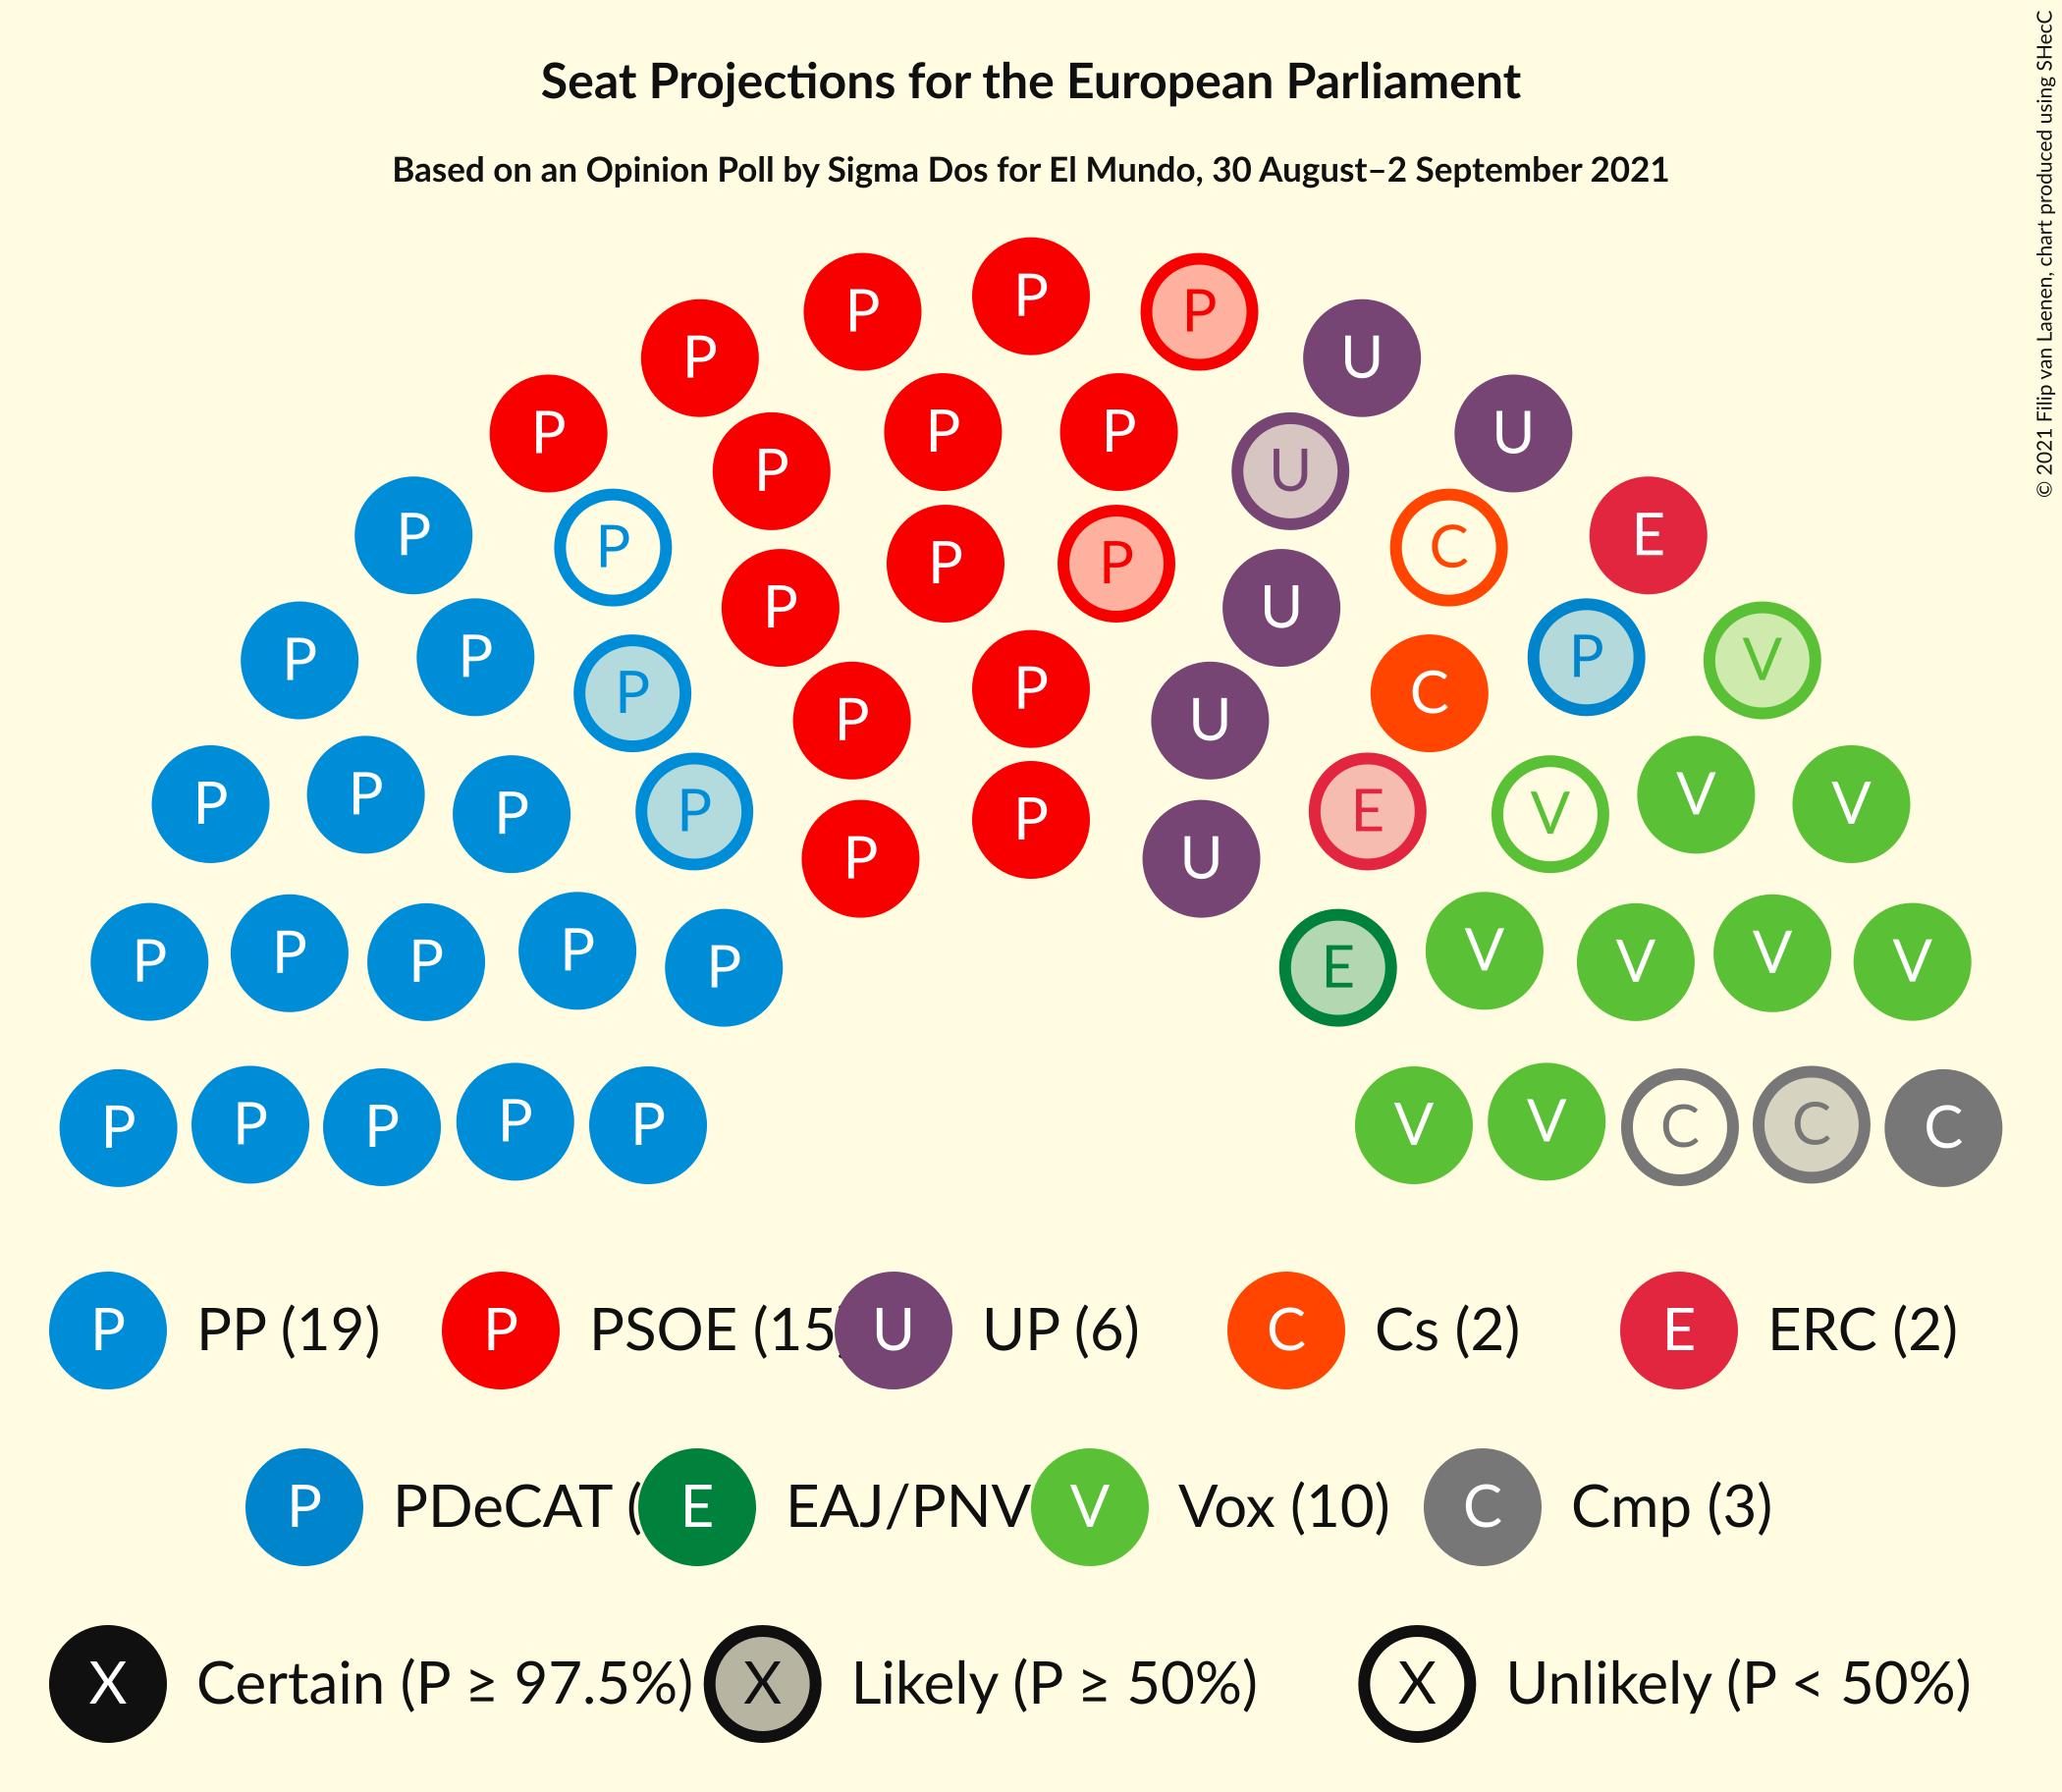 Seat Projections for the European Parliament
Based on an Opinion Poll by Sigma Dos for El Mundo, 30 August–2 September 2021
© 2021 Filip van Laenen, chart produced using SHecC
P
P P
P U
P U
P P
P U
P U
P P
P C
P E
P P
P U
P C
P P
P V
P U
P E
P P
P V
P V
P V
P U
P P P P P E V V V V
P P P P P V V C C C
P PP (19) P PSOE (15 U UP (6) C Cs (2) E ERC (2)
P PDeCAT ( E EAJ/PNV V Vox (10) C Cmp (3)
X Certain (P ≥ 97.5%) X Likely (P ≥ 50%) X Unlikely (P < 50%)